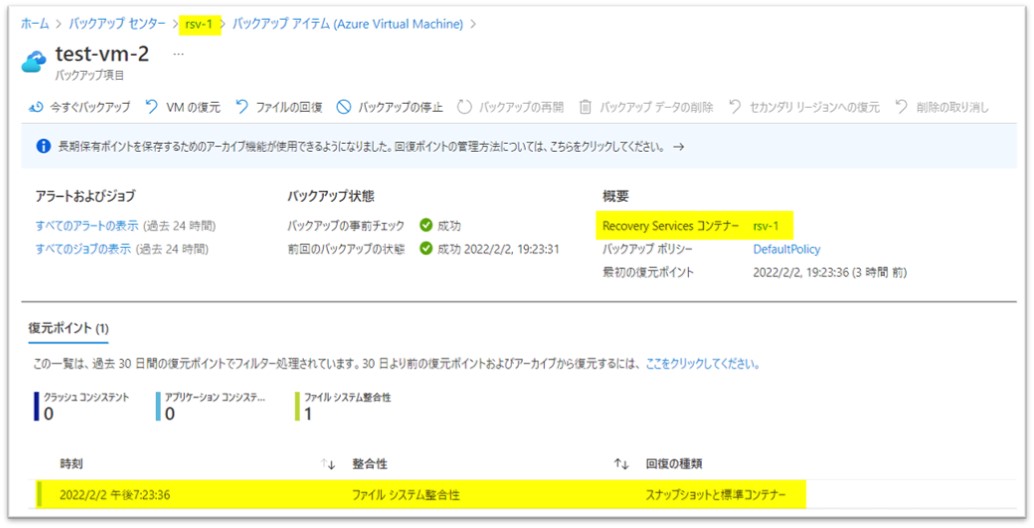 ホーム > バックアップ センター > rsv-1 > バックアップ アイテム (Azure Virtual Machine) >
test-vm-2 ...
バックアップ項目
今すぐバックアップ VM の復元 ファイルの回復 バックアップの停止 バックアップの再開 バックアップ データの削除 セカンダリ リージョンへの復元 削除の取り消し
長期保有ポイントを保存するためのアーカイブ機能が使用できるようになりました。回復ポイントの管理方法については、こちらをクリックしてください。 →
アラートおよびジョブ バックアップ状態 概要
すべてのアラートの表示 (過去 24 時間) バックアップの事前チェック 成功 Recovery Services コンテナー rsv-1
すべてのジョブの表示 (過去 24 時間) 前回のバックアップの状態 成功 2022/2/2, 19:23:31 バックアップ ポリシー DefaultPolicy
最初の復元ポイント 2022/2/2, 19:23:36 (3 時間 前)
復元ポイント (1)
この一覧は、過去 30 日間の復元ポイントでフィルター処理されています。30 日より前の復元ポイントおよびアーカイブから復元するには、ここをクリックしてください。
クラッシュ コンシステント アプリケーション コンシステ... ファイル システム整合性
0 0 1
時刻 ↑↓ 整合性 ↑↓ 回復の種類
2022/2/2 午後7:23:36 ファイル システム整合性 スナップショットと標準コンテナー